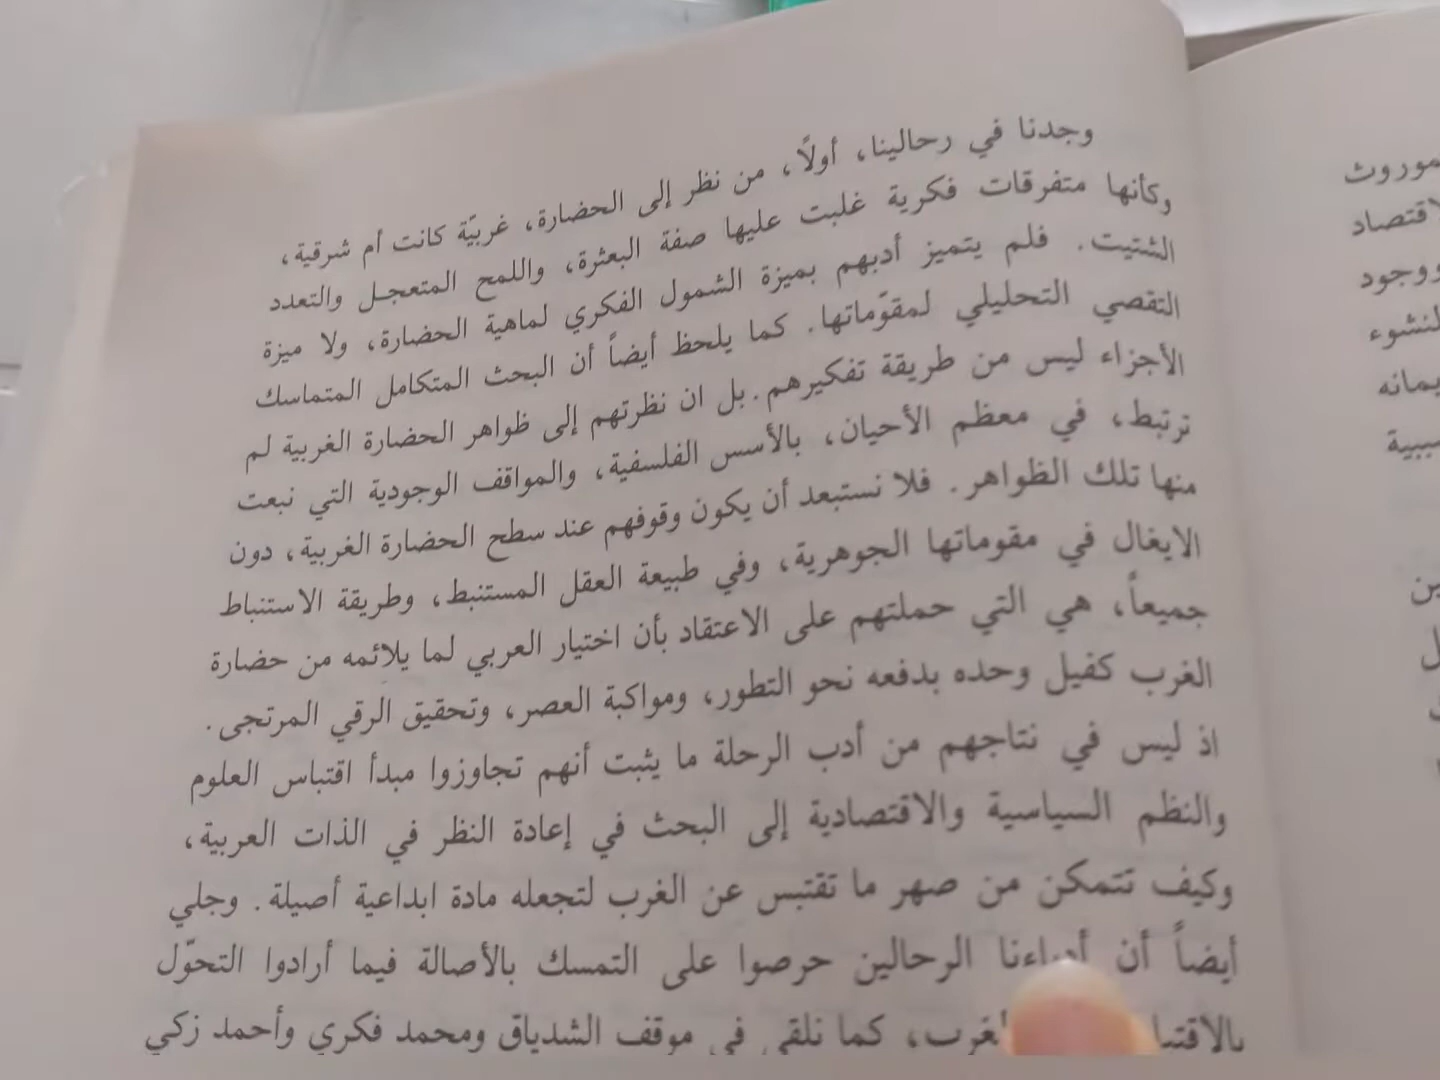 وجدنا في رحالينا، أولاً، من نظر إلى الحضارة، غربيّة كانت أم شرقية،
وكأنها متفرقات فكرية غلبت عليها صفة البعثرة، واللمح المتعجل والتعدد
الشتيت. فلم يتميز أدبهم بميزة الشمول الفكري لماهية الحضارة، ولا ميزة
التقصي التحليلي لمقوّماتها. كما يلحظ أيضاً أن البحث المتكامل المتماسك
الأجزاء ليس من طريقة تفكيرهم. بل ان نظرتهم إلى ظواهر الحضارة الغربية لم
ترتبط، في معظم الأحيان، بالأسس الفلسفية، والمواقف الوجودية التي نبعت
منها تلك الظواهر. فلا نستبعد أن يكون وقوفهم عند سطح الحضارة الغربية، دون
الايغال في مقوماتها الجوهرية، وفي طبيعة العقل المستنبط، وطريقة الاستنباط
جميعاً، هي التي حملتهم على الاعتقاد بأن اختيار العربي لما يلائمه من حضارة
الغرب كفيل وحده بدفعه نحو التطور، ومواكبة العصر، وتحقيق الرقي المرتجى.
اذ ليس في نتاجهم من أدب الرحلة ما يثبت أنهم تجاوزوا مبدأ اقتباس العلوم
والنظم السياسية والاقتصادية إلى البحث في إعادة النظر في الذات العربية،
وكيف تتمكن من صهر ما تقتبس عن الغرب لتجعله مادة ابداعية أصيلة. وجلي
أيضاً أن أدباءنا الرحالين حرصوا على التمسك بالأصالة فيما أرادوا التحوّل
كما نلقى في موقف الشدياق ومحمد فكري وأحمد زكي
ووجود